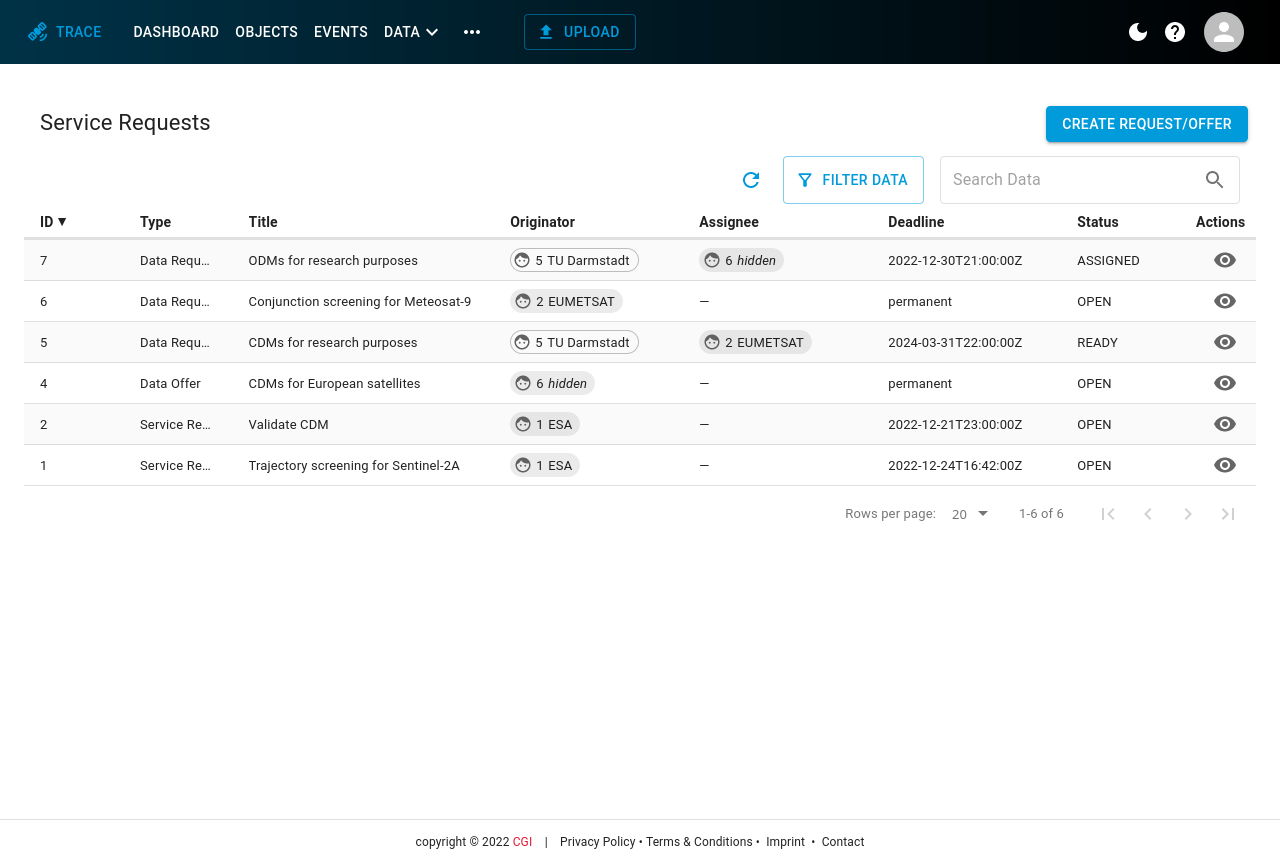 TRACE DASHBOARD OBJECTS EVENTS DATA UPLOAD
Service Requests
CREATE REQUEST/OFFER
FILTER DATA Search Data
ID Type Title Originator Assignee Deadline Status Actions
7 Data Requ... ODMs for research purposes 5 TU Darmstadt 6 hidden 2022-12-30T21:00:00Z ASSIGNED
6 Data Requ... Conjunction screening for Meteosat-9 2 EUMETSAT – permanent OPEN
5 Data Requ... CDMs for research purposes 5 TU Darmstadt 2 EUMETSAT 2024-03-31T22:00:00Z READY
4 Data Offer CDMs for European satellites 6 hidden – permanent OPEN
2 Service Re... Validate CDM 1 ESA – 2022-12-21T23:00:00Z OPEN
1 Service Re... Trajectory screening for Sentinel-2A 1 ESA – 2022-12-24T16:42:00Z OPEN
Rows per page: 20 1-6 of 6
copyright © 2022 CGI | Privacy Policy • Terms & Conditions • Imprint • Contact